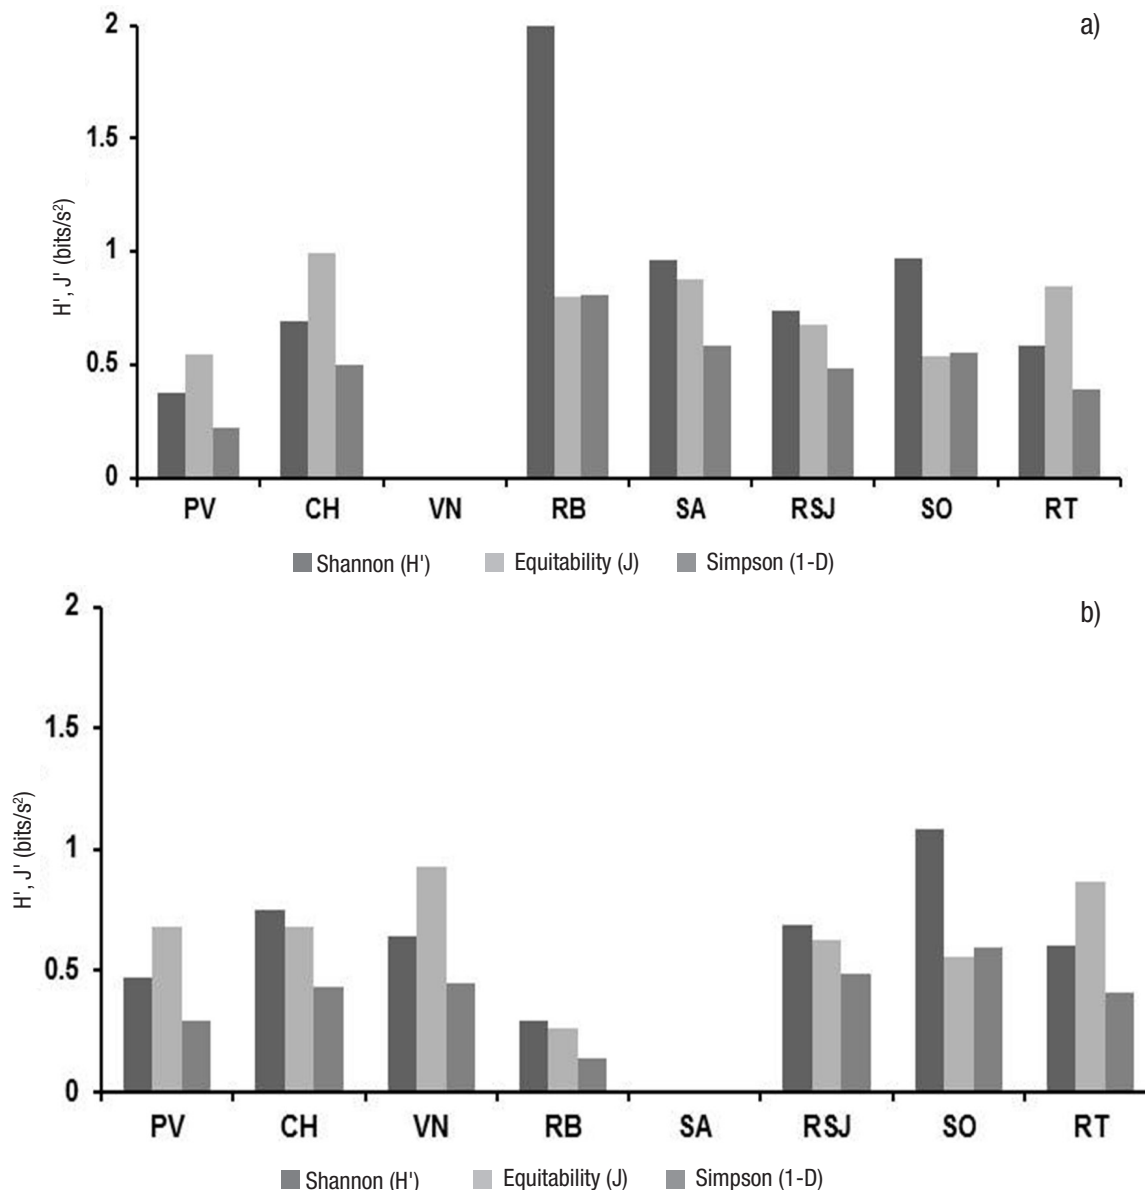 a)
2
1.5
1
0.5
0
H', J' (bits/s²)
PV CH VN RB SA RSJ SO RT
Shannon (H') Equitability (J) Simpson (1-D)
b)
2
1.5
1
0.5
0
H', J' (bits/s²)
PV CH VN RB SA RSJ SO RT
Shannon (H') Equitability (J) Simpson (1-D)